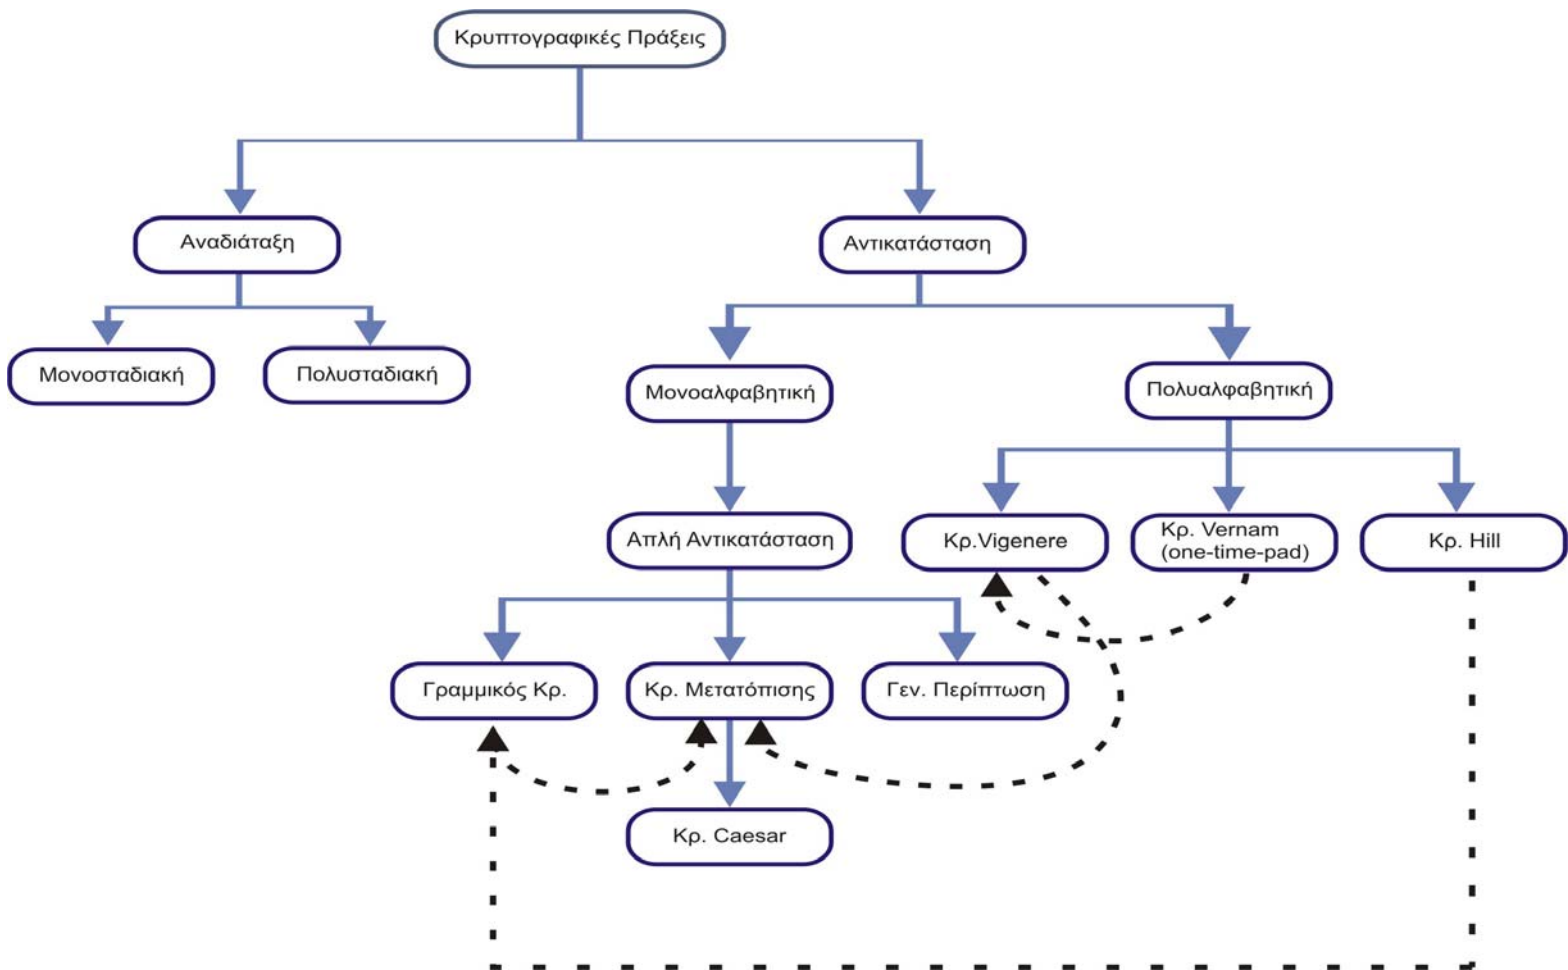 Κρυπτογραφικές Πράξεις
Αναδιάταξη
Αντικατάσταση
Μονοσταδιακή
Πολυσταδιακή
Μονοαλφαβητική
Πολυαλφαβητική
Απλή Αντικατάσταση
Κρ.Vigenere
Κρ. Vernam
(one-time-pad)
Κρ. Hill
Γραμμικός Κρ.
Κρ. Μετατόπισης
Γεν. Περίπτωση
Κρ. Caesar